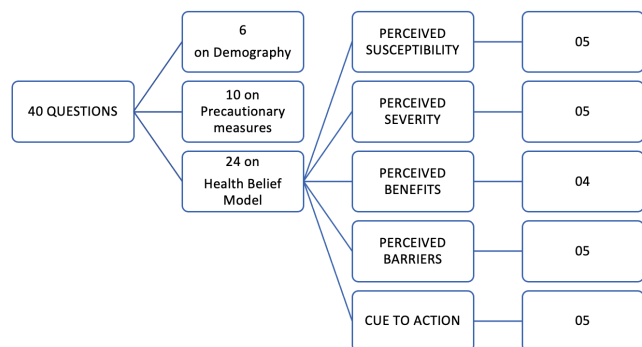 40 QUESTIONS
6
on Demography
10 on
Precautionary
measures
24 on
Health Belief
Model
PERCEIVED
SUSCEPTIBILITY
05
PERCEIVED
SEVERITY
05
PERCEIVED
BENEFITS
04
PERCEIVED
BARRIERS
05
CUE TO ACTION
05